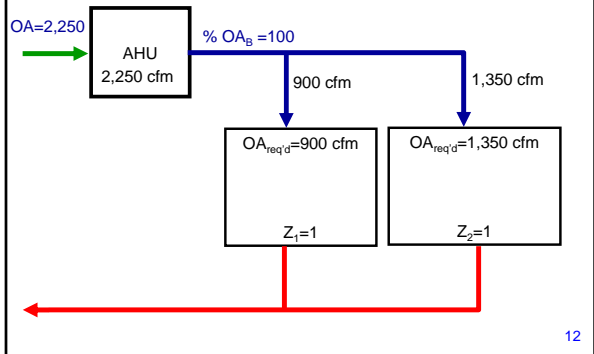 OA=2,250
AHU
2,250 cfm
% OA_B =100
900 cfm
1,350 cfm
OA_req'd=900 cfm
OA_req'd=1,350 cfm
Z_1=1
Z_2=1
12